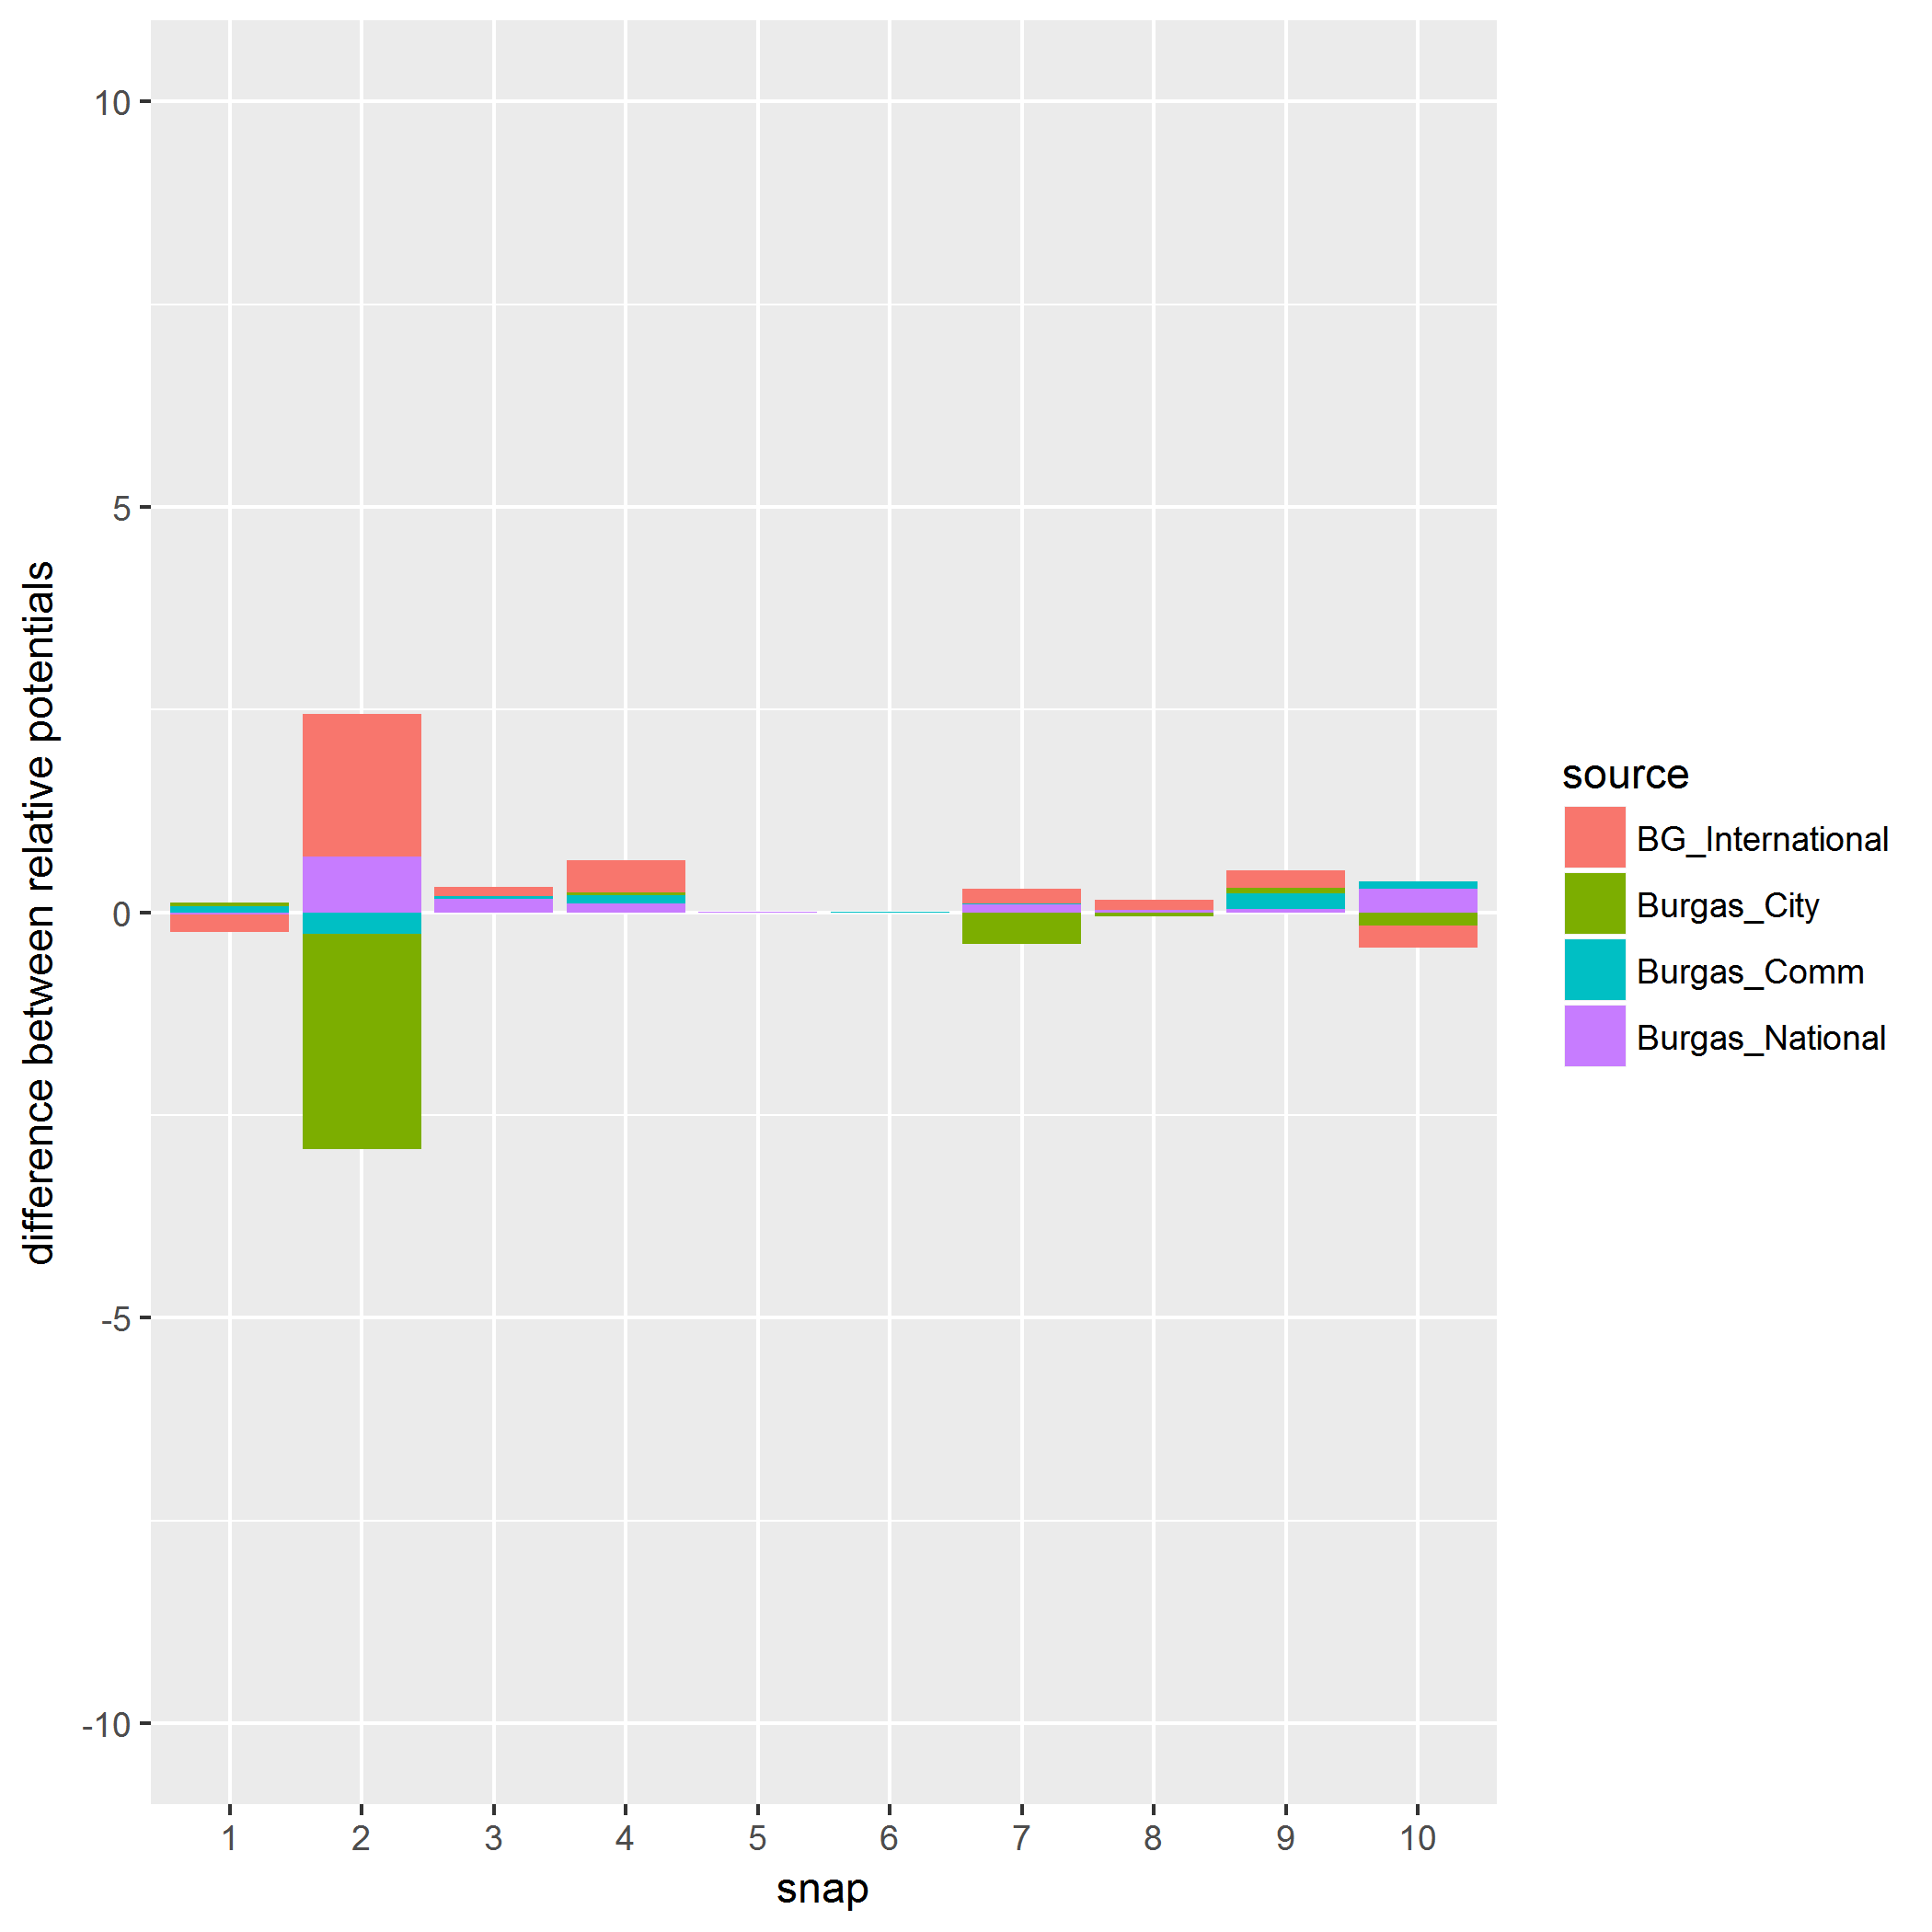 difference between relative potentials
10
5
0
-5
-10
1 2 3 4 5 6 7 8 9 10
snap
source
BG_International
Burgas_City
Burgas_Comm
Burgas_National